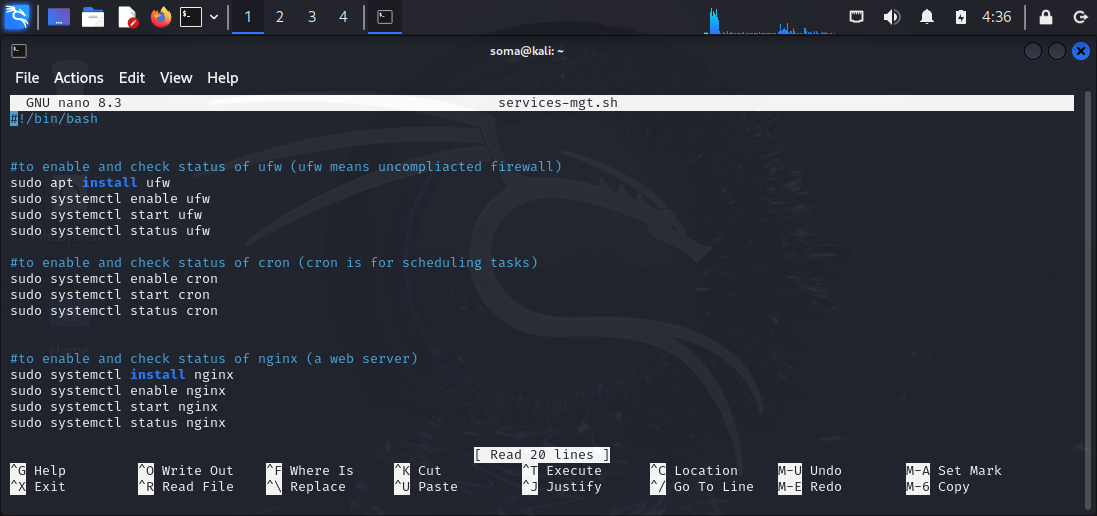 1 2 3 4 4:36
soma@kali: ~
File Actions Edit View Help
GNU nano 8.3 services-mgt.sh
#!/bin/bash
#to enable and check status of ufw (ufw means uncompliacted firewall)
sudo apt install ufw
sudo systemctl enable ufw
sudo systemctl start ufw
sudo systemctl status ufw
#to enable and check status of cron (cron is for scheduling tasks)
sudo systemctl enable cron
sudo systemctl start cron
sudo systemctl status cron
#to enable and check status of nginx (a web server)
sudo systemctl install nginx
sudo systemctl enable nginx
sudo systemctl start nginx
sudo systemctl status nginx
[ Read 20 lines ]
^G Help ^O Write Out ^F Where Is ^K Cut ^T Execute ^C Location M-U Undo M-A Set Mark
^X Exit ^R Read File ^\ Replace ^U Paste ^J Justify ^/ Go To Line M-E Redo M-6 Copy